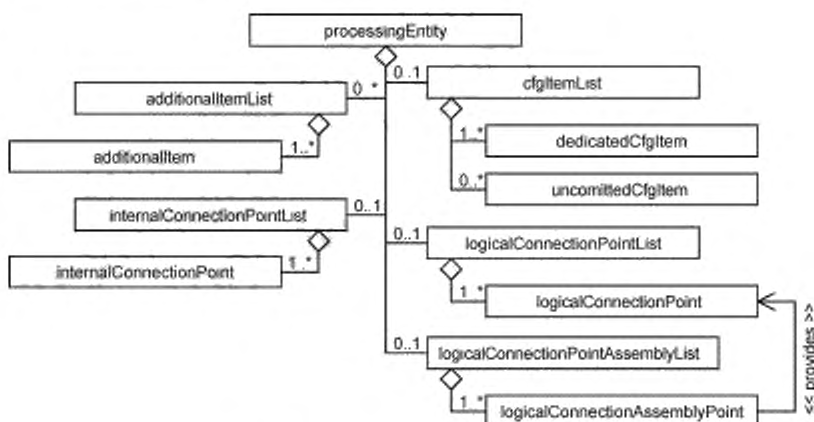 processingEntity
0..1
cfgItemList
0..*
additionalItemList
1..*
dedicatedCfgItem
1..*
additionalItem
0..*
uncomittedCfgItem
0..1
internalConnectionPointList
0..1
logicalConnectionPointList
1..*
internalConnectionPoint
1..*
logicalConnectionPoint
<< provides >>
0..1
logicalConnectionPointAssemblyList
1..*
logicalConnectionAssemblyPoint